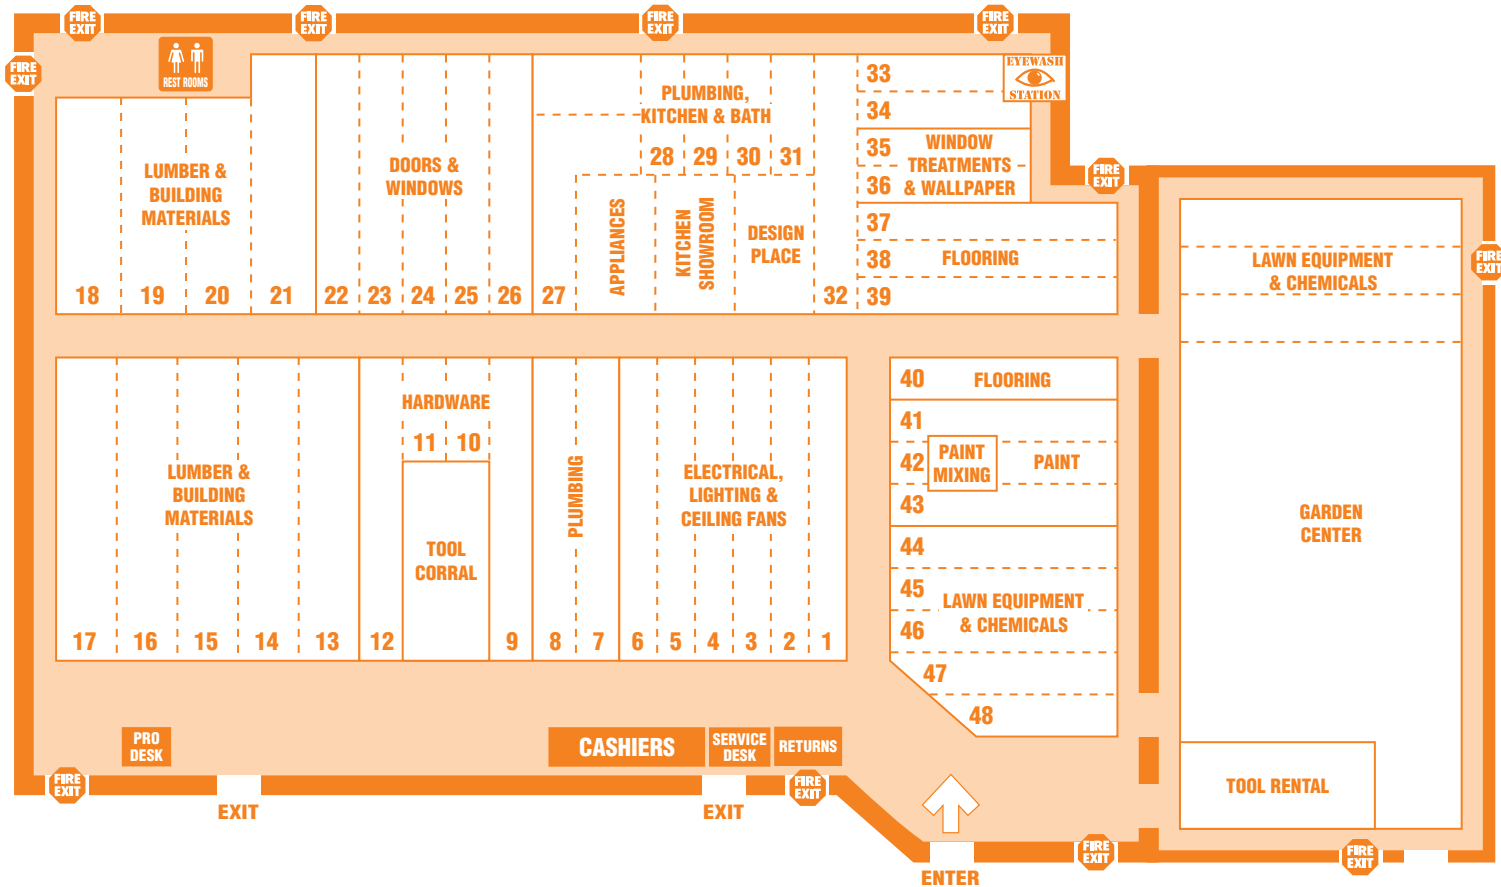 FIRE
EXIT
FIRE
EXIT
FIRE
EXIT
FIRE
EXIT
FIRE
EXIT
REST ROOMS
EYEWASH
STATION
LUMBER &
BUILDING
MATERIALS
18 19 20 21
DOORS &
WINDOWS
22 23 24 25 26
PLUMBING,
KITCHEN & BATH
28 29 30 31
APPLIANCES
KITCHEN
SHOWROOM
DESIGN
PLACE
27 32
33
34
35
36
WINDOW
TREATMENTS
& WALLPAPER
37
38
39
FLOORING
FIRE
EXIT
LAWN EQUIPMENT
& CHEMICALS
FIRE
EXIT
LUMBER &
BUILDING
MATERIALS
17 16 15 14 13
HARDWARE
11 10
TOOL
CORRAL
12 9
PLUMBING
8 7
ELECTRICAL,
LIGHTING &
CEILING FANS
6 5 4 3 2 1
40 FLOORING
41
42
43
PAINT
MIXING
PAINT
44
45
46
LAWN EQUIPMENT
& CHEMICALS
47
48
GARDEN
CENTER
TOOL RENTAL
PRO
DESK
CASHIERS
SERVICE
DESK
RETURNS
FIRE
EXIT
EXIT
EXIT
FIRE
EXIT
ENTER
FIRE
EXIT
FIRE
EXIT